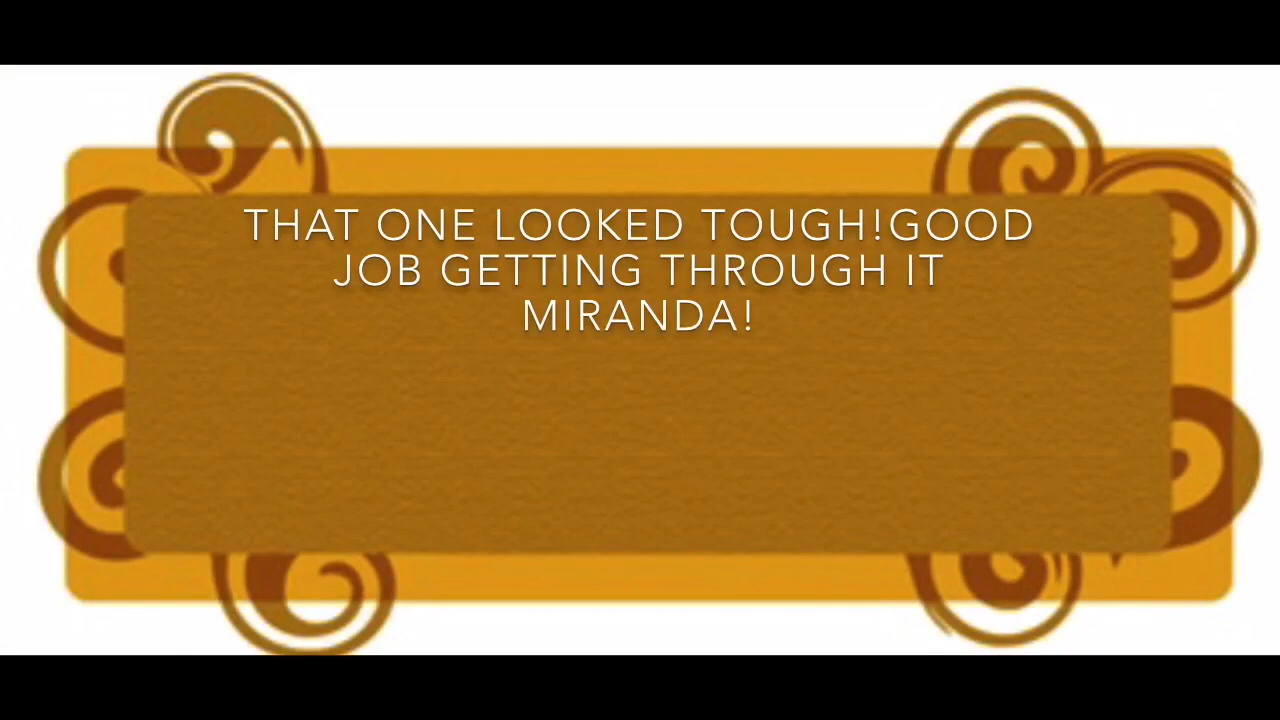 THAT ONE LOOKED TOUGH!GOOD
JOB GETTING THROUGH IT
MIRANDA!